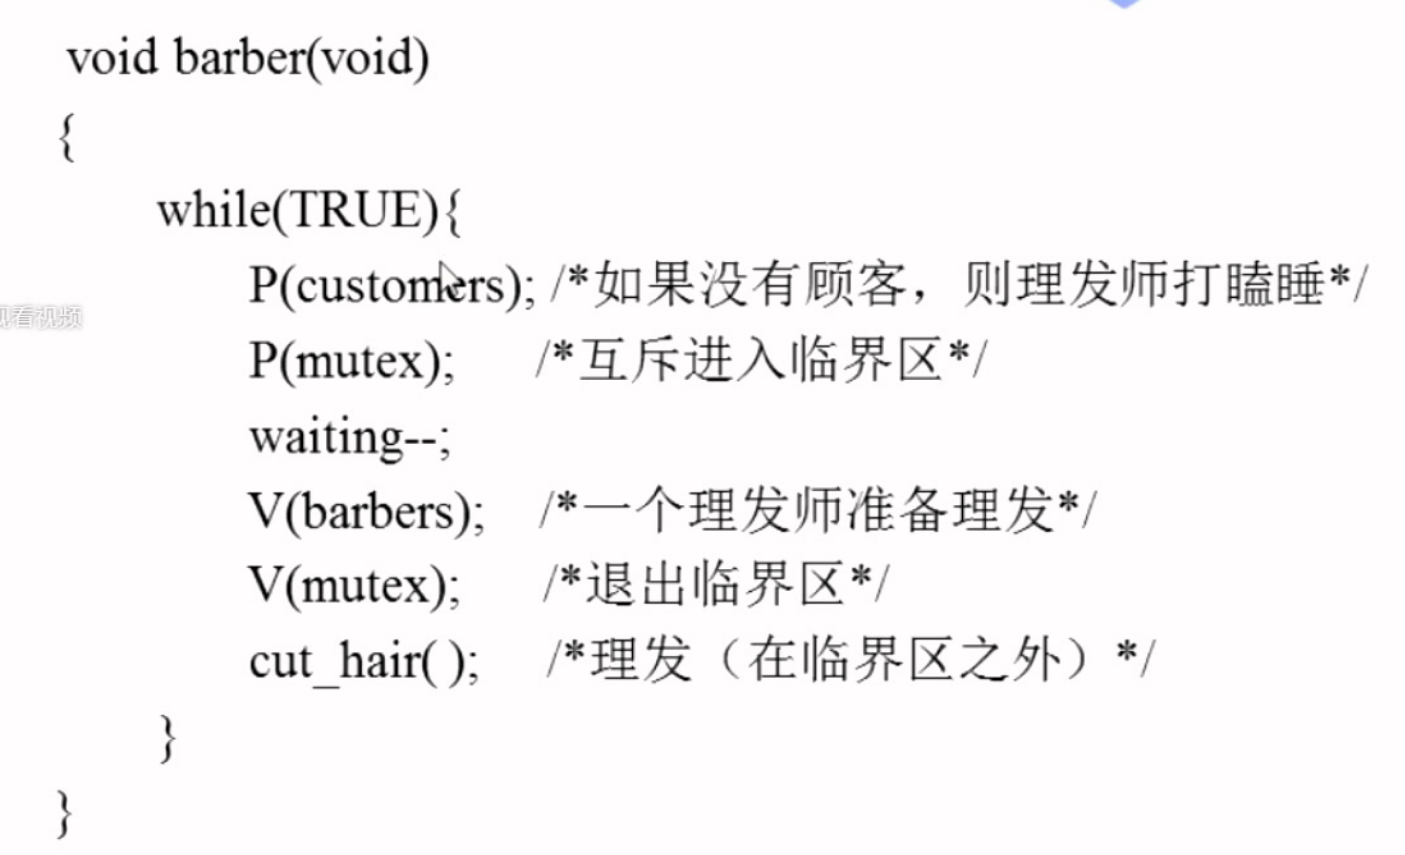 void barber(void)
{
while(TRUE){
P(customers); /*如果没有顾客，则理发师打瞌睡*/
P(mutex); /*互斥进入临界区*/
waiting--;
V(barbers); /*一个理发师准备理发*/
V(mutex); /*退出临界区*/
cut_hair( ); /*理发（在临界区之外）*/
}
}
观看视频